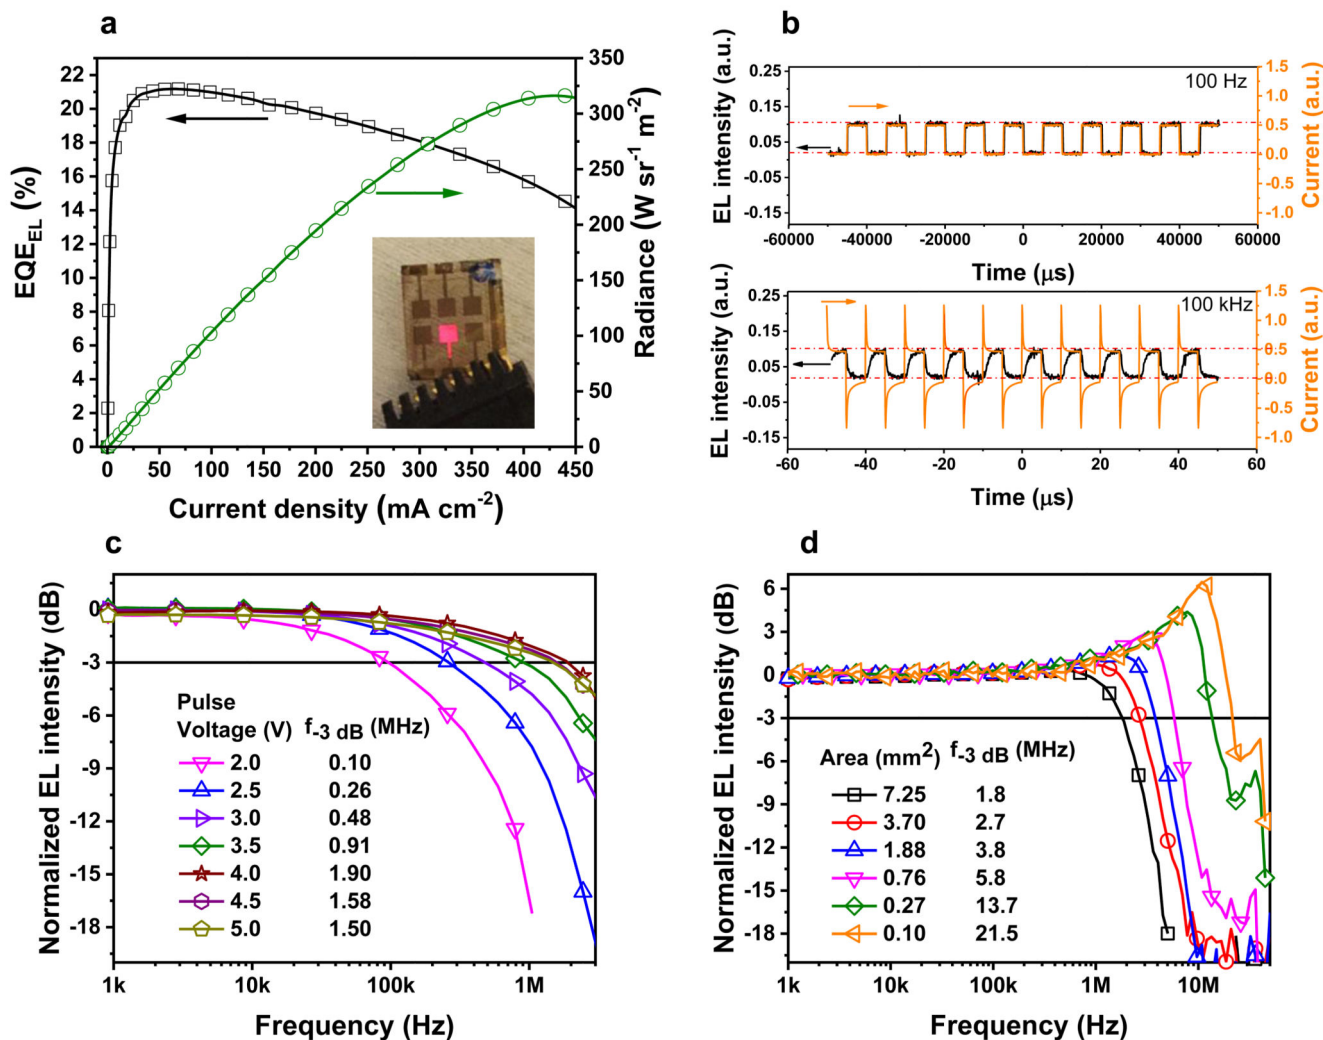 a
EQE_EL (%)
22
20
18
16
14
12
10
8
6
4
2
0
350
300
250
200
150
100
50
0
Radiance (W sr⁻¹ m⁻²)
0 50 100 150 200 250 300 350 400 450
Current density (mA cm⁻²)
b
EL intensity (a.u.)
0.25
0.15
0.05
-0.05
-0.15
100 Hz
1.5
1.0
0.5
0.0
-0.5
-1.0
Current (a.u.)
-60000 -40000 -20000 0 20000 40000 60000
Time (μs)
EL intensity (a.u.)
0.25
0.15
0.05
-0.05
-0.15
100 kHz
1.5
1.0
0.5
0.0
-0.5
-1.0
Current (a.u.)
-60 -40 -20 0 20 40 60
Time (μs)
c
Normalized EL intensity (dB)
0
-3
-6
-9
-12
-15
-18
Pulse
Voltage (V) f-3 dB (MHz)
2.0 0.10
2.5 0.26
3.0 0.48
3.5 0.91
4.0 1.90
4.5 1.58
5.0 1.50
1k 10k 100k 1M
Frequency (Hz)
d
Normalized EL intensity (dB)
6
3
0
-3
-6
-9
-12
-15
-18
Area (mm²) f-3 dB (MHz)
7.25 1.8
3.70 2.7
1.88 3.8
0.76 5.8
0.27 13.7
0.10 21.5
1k 10k 100k 1M 10M
Frequency (Hz)